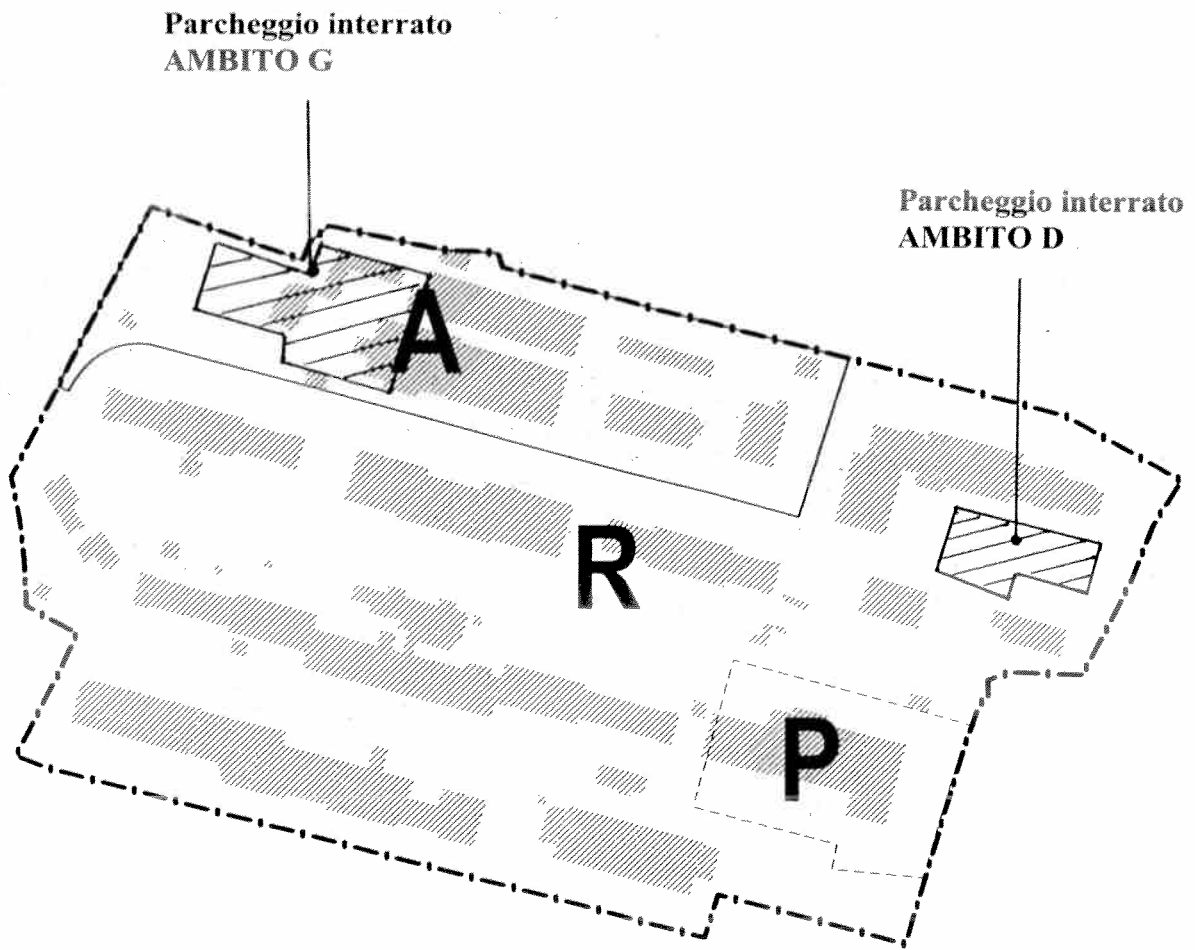 Parcheggio interrato
AMBITO G
Parcheggio interrato
AMBITO D
A
R
P